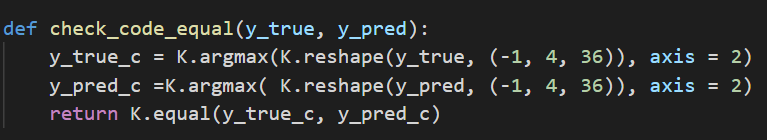 def check_code_equal(y_true, y_pred):
    y_true_c = K.argmax(K.reshape(y_true, (-1, 4, 36)), axis = 2)
    y_pred_c =K.argmax( K.reshape(y_pred, (-1, 4, 36)), axis = 2)
    return K.equal(y_true_c, y_pred_c)